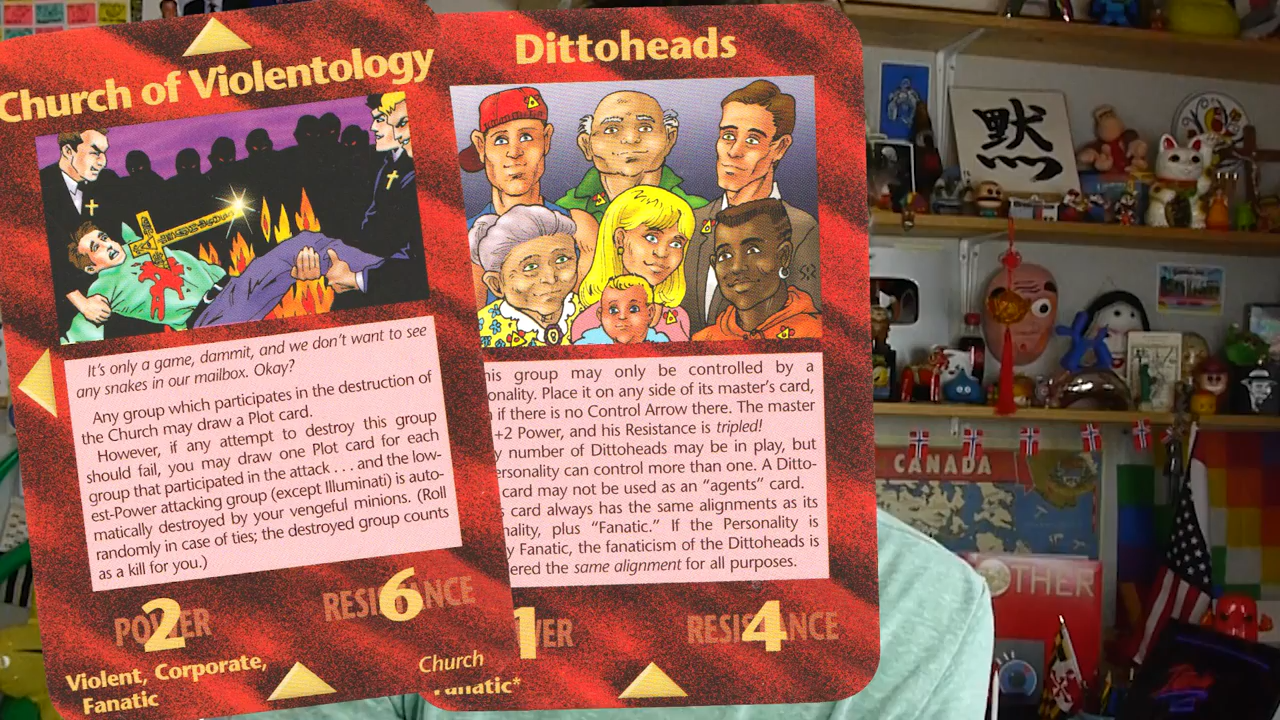 Church of Violentology
It's only a game, dammit, and we don't want to see
any snakes in our mailbox. Okay?
Any group which participates in the destruction of
the Church may draw a Plot card.
However, if any attempt to destroy this group
should fail, you may draw one Plot card for each
group that participated in the attack . . . and the low-
est-Power attacking group (except Illuminati) is auto-
matically destroyed by your vengeful minions. (Roll
randomly in case of ties; the destroyed group counts
as a kill for you.)
POWER 2
RESISTANCE 6
Violent, Corporate,
Fanatic
Church
Dittoheads
his group may only be controlled by a
onality. Place it on any side of its master's card,
if there is no Control Arrow there. The master
+2 Power, and his Resistance is tripled!
y number of Dittoheads may be in play, but
ersonality can control more than one. A Ditto-
card may not be used as an "agents" card.
card always has the same alignments as its
nality, plus "Fanatic." If the Personality is
y Fanatic, the fanaticism of the Dittoheads is
ered the same alignment for all purposes.
1
WER
RESISTANCE 4
Fanatic*
黙
CANADA
OTHER